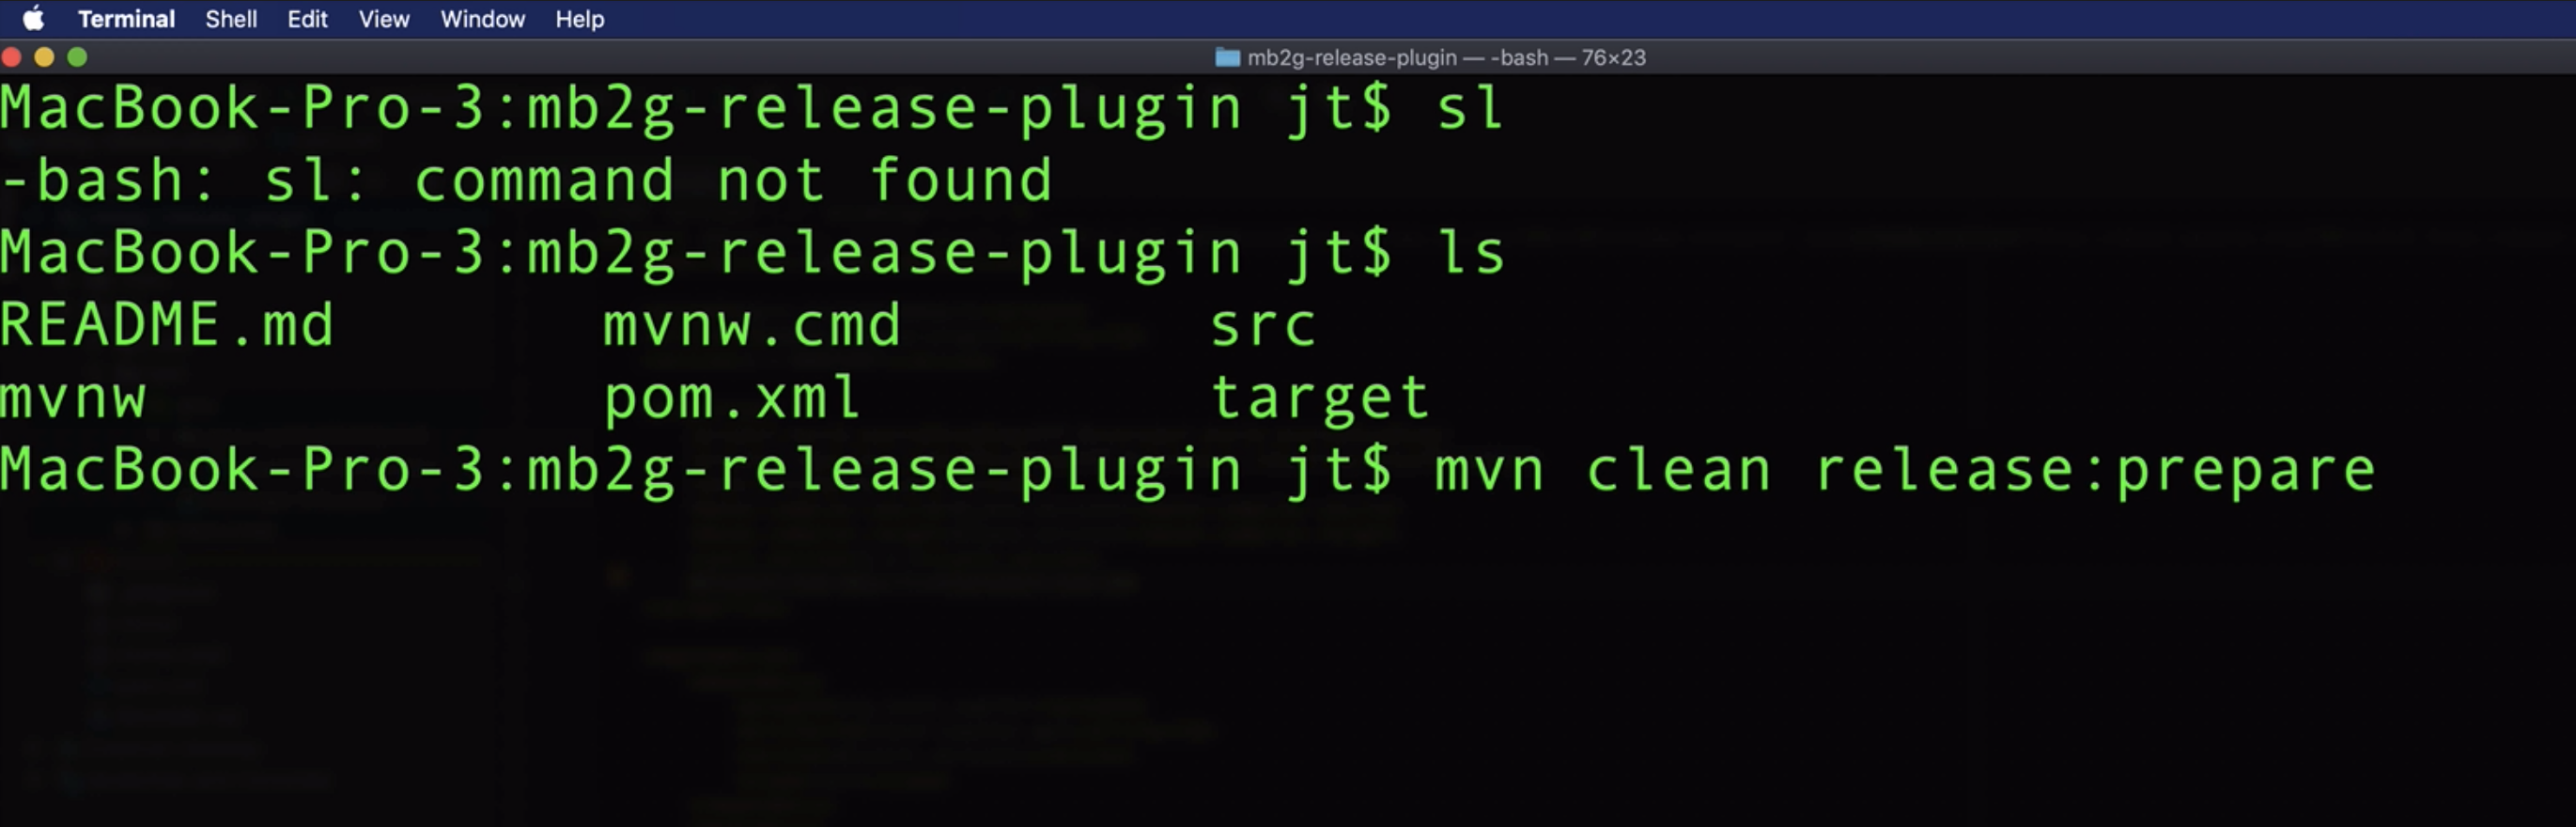 Terminal Shell Edit View Window Help
mb2g-release-plugin — -bash — 76×23
MacBook-Pro-3:mb2g-release-plugin jt$ sl
-bash: sl: command not found
MacBook-Pro-3:mb2g-release-plugin jt$ ls
README.md mvnw.cmd src
mvnw pom.xml target
MacBook-Pro-3:mb2g-release-plugin jt$ mvn clean release:prepare